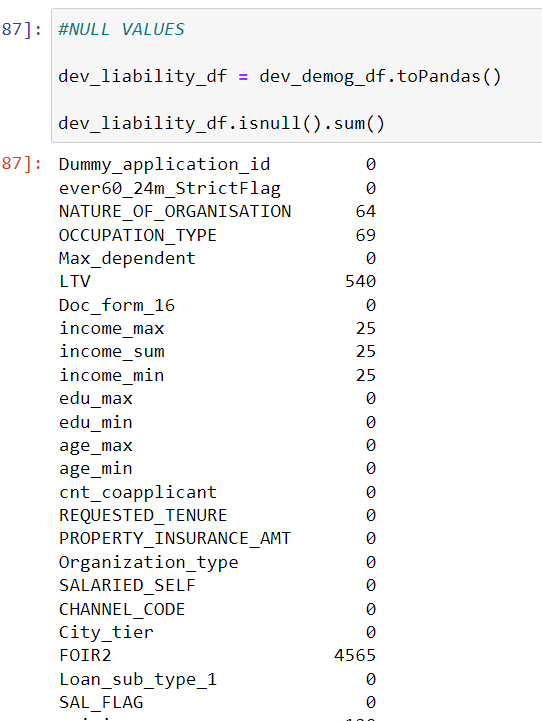 87]: #NULL VALUES
dev_liability_df = dev_demog_df.toPandas()
dev_liability_df.isnull().sum()
87]: Dummy_application_id 0
ever60_24m_StrictFlag 0
NATURE_OF_ORGANISATION 64
OCCUPATION_TYPE 69
Max_dependent 0
LTV 540
Doc_form_16 0
income_max 25
income_sum 25
income_min 25
edu_max 0
edu_min 0
age_max 0
age_min 0
cnt_coapplicant 0
REQUESTED_TENURE 0
PROPERTY_INSURANCE_AMT 0
Organization_type 0
SALARIED_SELF 0
CHANNEL_CODE 0
City_tier 0
FOIR2 4565
Loan_sub_type_1 0
SAL_FLAG 0